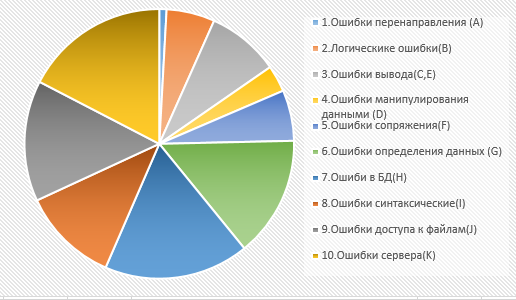 1.Ошибки перенаправления (A)
2.Логичесикие ошибки(B)
3.Ошибки вывода(C,E)
4.Ошибки манипулирования
данными (D)
5.Ошибки сопряжения(F)
6.Ошибки определения данных (G)
7.Ошиби в БД(H)
8.Ошибки синтаксические(I)
9.Ошибки доступа к файлам(J)
10.Ошибки сервера(K)